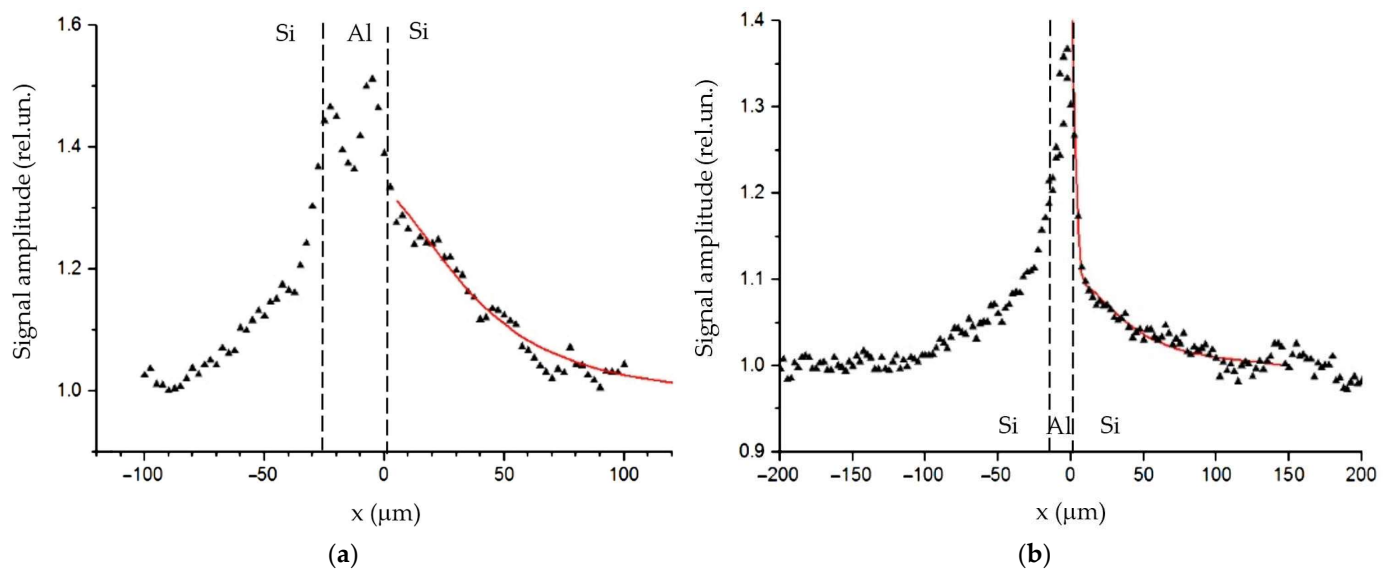 1.6
Si Al Si
1.4
1.2
1.0
Signal amplitude (rel.un.)
−100 −50 0 50 100
x (μm)
(a)
1.4
1.3
1.2
1.1
1.0
0.9
Signal amplitude (rel.un.)
Si Al Si
−200 −150 −100 −50 0 50 100 150 200
x (μm)
(b)